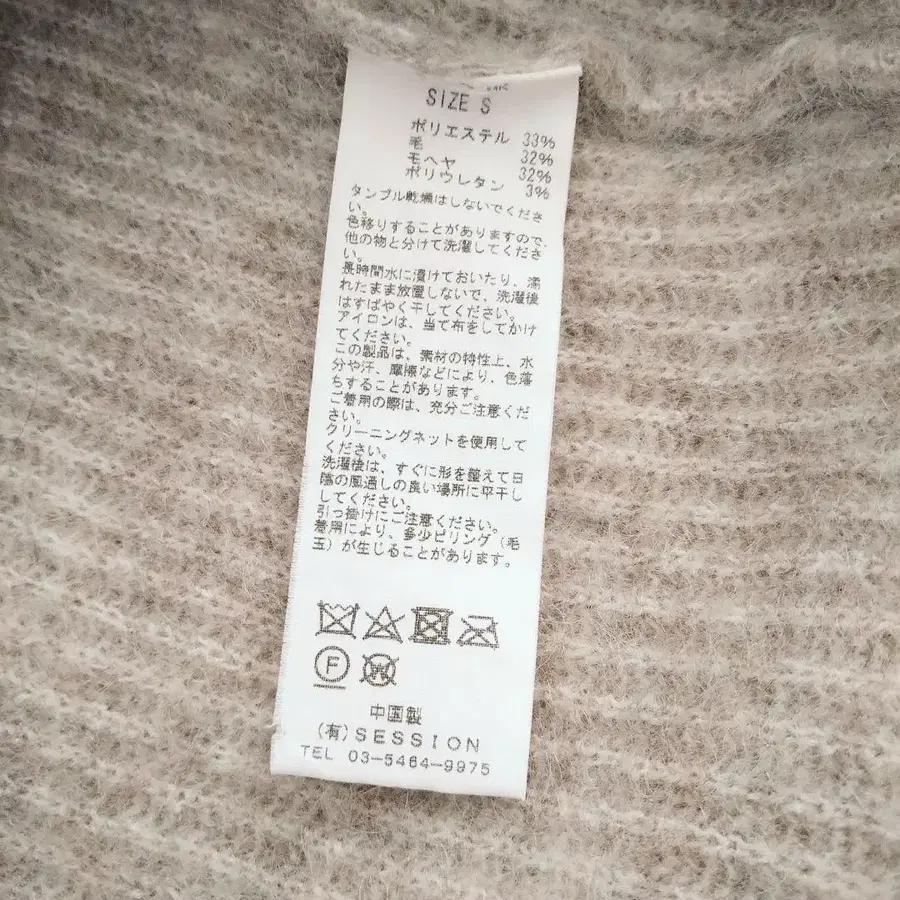 SIZE S
ポリエステル 33%
毛 32%
モヘヤ 32%
ポリウレタン 3%
タンブル乾燥はしないでくださ
い。
色移りすることがありますので、
他の物と分けて洗濯してくださ
い。
長時間水に漬けておいたり、濡
れたまま放置しないで、洗濯後
はすばやく干してください。
アイロンは、当て布をしてかけ
てください。
この製品は、素材の特性上、水
分や汗、摩擦などにより、色落
ちすることがあります。
ご着用の際は、充分ご注意くだ
さい。
クリーニングネットを使用して
ください。
洗濯後は、すぐに形を整えて日
陰の風通しの良い場所に平干し
してください。
引っ掛けにご注意ください。
着用により、多少ピリング（毛
玉）が生じることがあります。
F
W
中国製
(有)SESSION
TEL 03-5464-9975